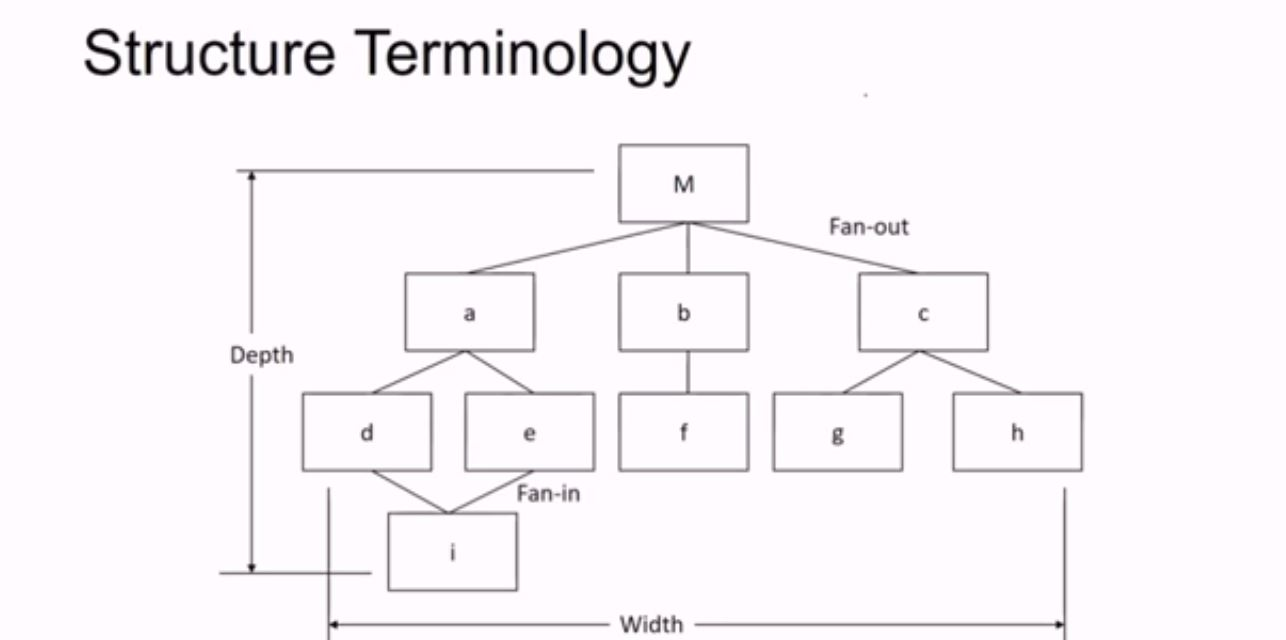 Structure Terminology
M
Fan-out
a
b
c
Depth
d
e
f
g
h
Fan-in
i
Width